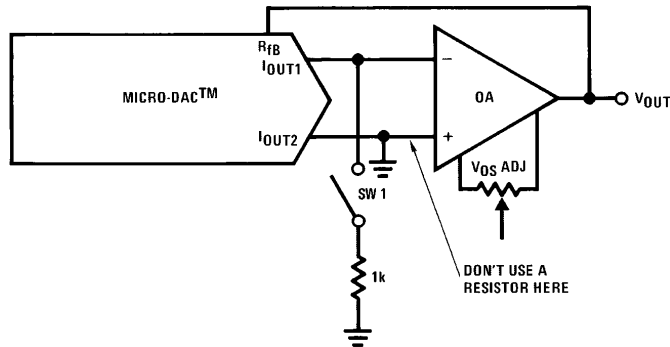 RfB
IOUT1
MICRO-DAC™
IOUT2
−
OA
+
VOUT
VOS ADJ
SW 1
1k
DON'T USE A
RESISTOR HERE